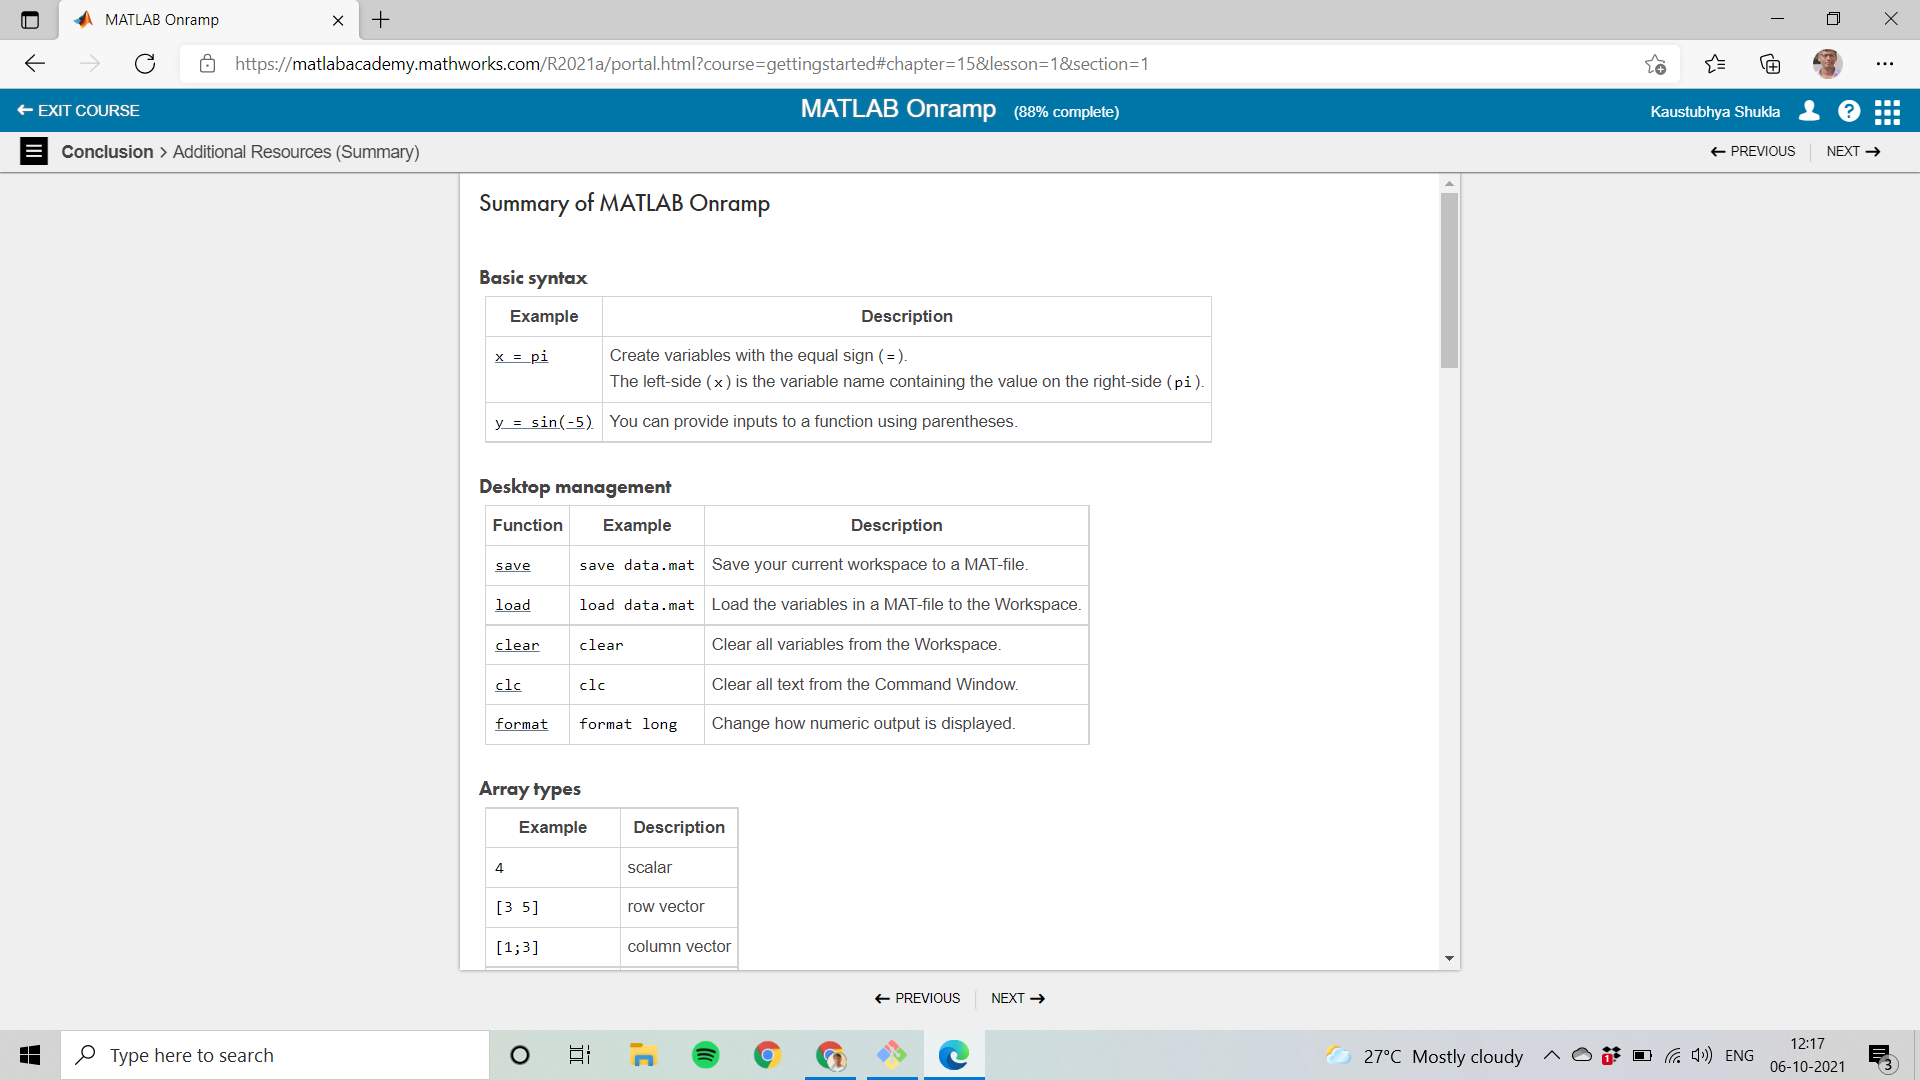 MATLAB Onramp
https://matlabacademy.mathworks.com/R2021a/portal.html?course=gettingstarted#chapter=15&lesson=1&section=1
EXIT COURSE
MATLAB Onramp (88% complete)
Kaustubhya Shukla
Conclusion > Additional Resources (Summary)
PREVIOUS
NEXT
Summary of MATLAB Onramp
Basic syntax
Example Description
x = pi Create variables with the equal sign (=).
The left-side (x) is the variable name containing the value on the right-side (pi).
y = sin(-5) You can provide inputs to a function using parentheses.
Desktop management
Function Example Description
save save data.mat Save your current workspace to a MAT-file.
load load data.mat Load the variables in a MAT-file to the Workspace.
clear clear Clear all variables from the Workspace.
clc clc Clear all text from the Command Window.
format format long Change how numeric output is displayed.
Array types
Example Description
4 scalar
[3 5] row vector
[1;3] column vector
PREVIOUS
NEXT
Type here to search
27°C Mostly cloudy
1
ENG
12:17
06-10-2021
3